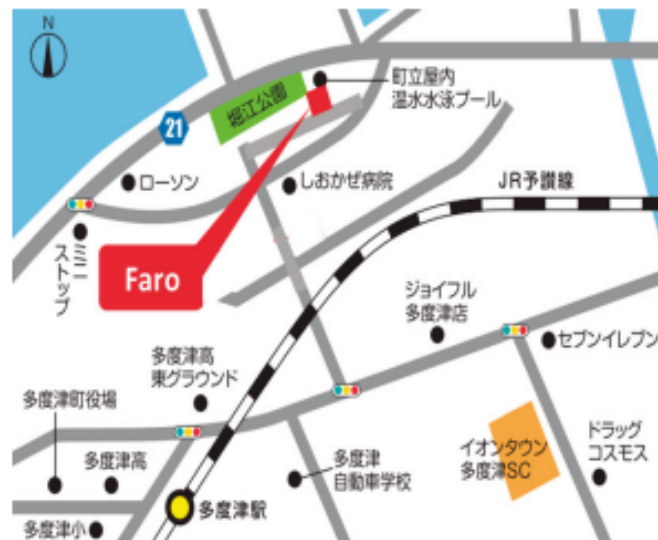 N
町立屋内
温水水泳プール
堀江公園
21
ローソン
しおかぜ病院
JR予讃線
ミニ
ストップ
Faro
ジョイフル
多度津店
セブンイレブン
多度津高
東グラウンド
多度津町役場
多度津高
多度津
自動車学校
イオンタウン
多度津SC
ドラッグ
コスモス
多度津駅
多度津小